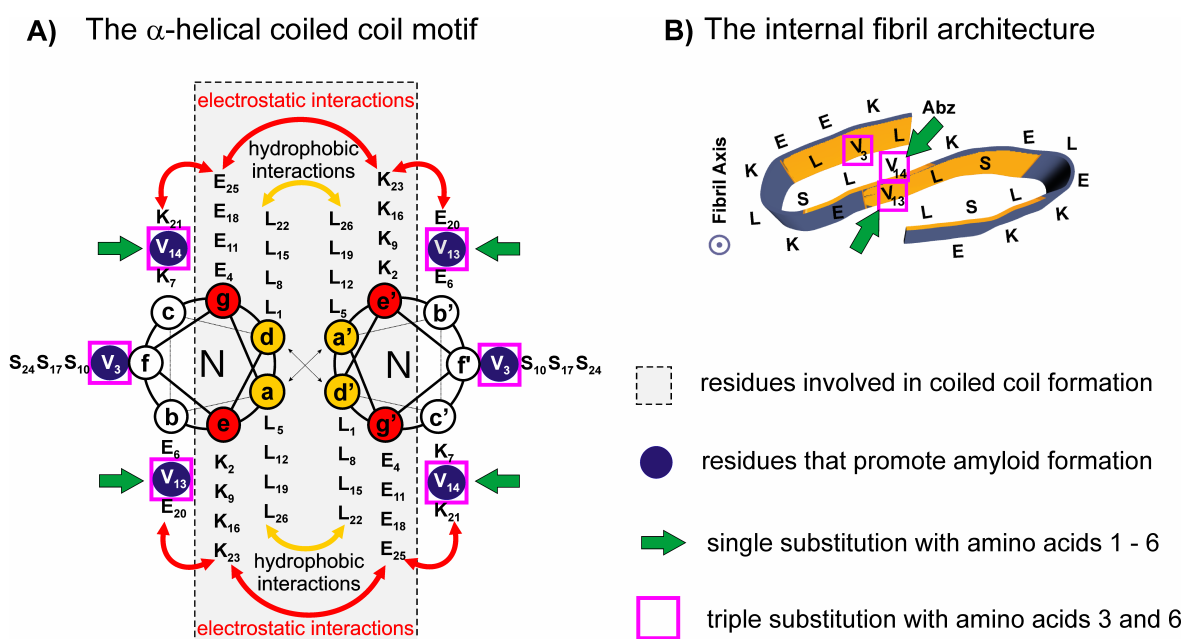 A) The α-helical coiled coil motif
electrostatic interactions
hydrophobic
interactions
E25
E18
E11
E4
L22
L15
L8
L1
L26
L19
L12
L5
K23
K16
K9
K2
K21
V14
K7
E20
V13
E6
g
c
d
f
N
a
b
e
e’
b’
a’
N
f'
d’
c’
g’
S24S17S10 V3
V3 S10S17S24
E6
V13
E20
K2
K9
K16
K23
L5
L12
L19
L26
L1
L8
L15
L22
E4
E11
E18
E25
K7
V14
K21
hydrophobic
interactions
electrostatic interactions
B) The internal fibril architecture
Fibril Axis
Abz
K
L
E
E
V3
L
K
L
K
E
S
L
V14
V13
L
K
S
E
L
E
K
L
S
L
K
E
residues involved in coiled coil formation
residues that promote amyloid formation
single substitution with amino acids 1 - 6
triple substitution with amino acids 3 and 6